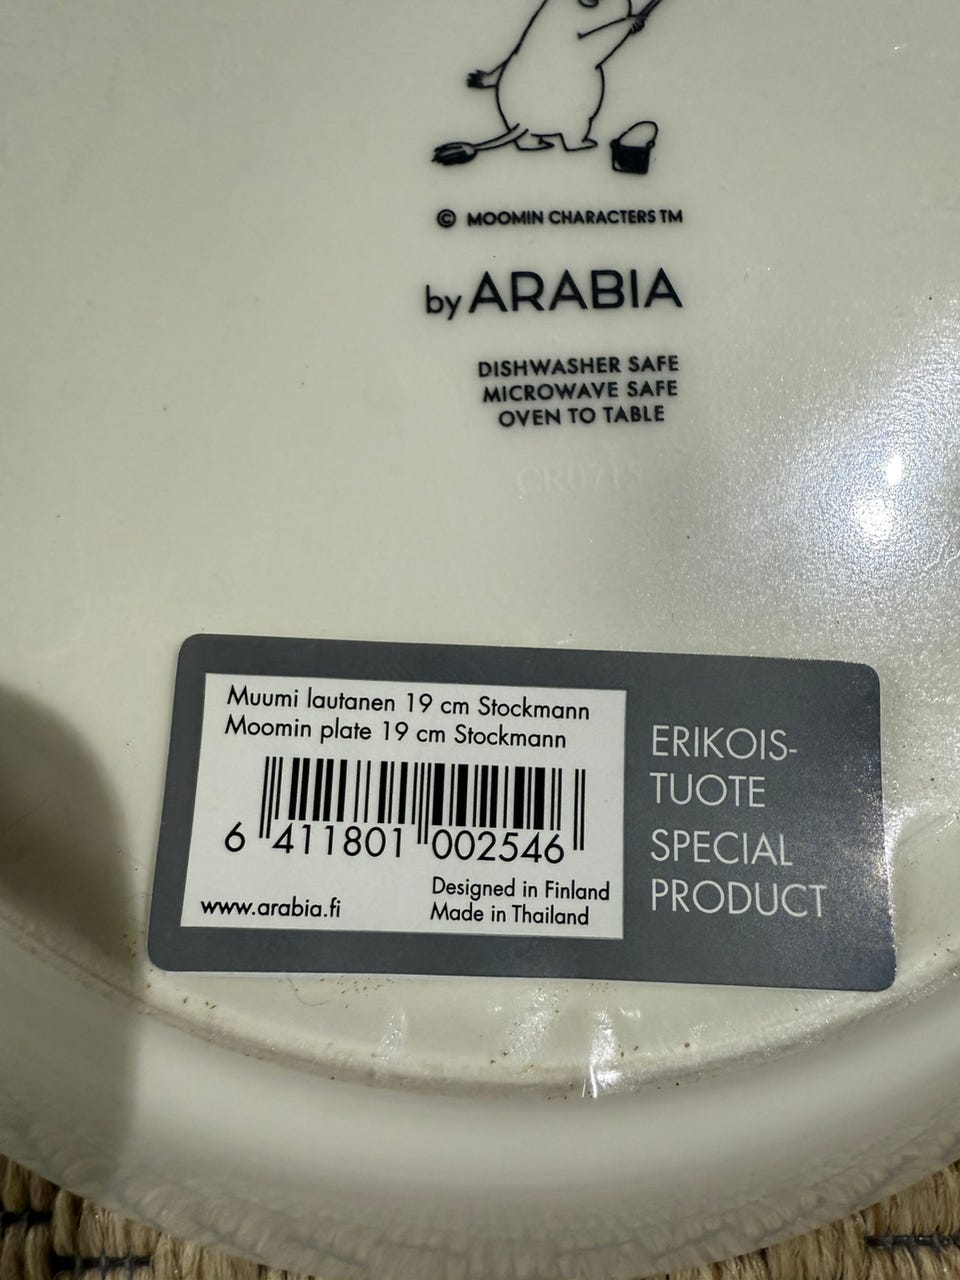 © MOOMIN CHARACTERS TM
by ARABIA
DISHWASHER SAFE
MICROWAVE SAFE
OVEN TO TABLE
Muumi lautanen 19 cm Stockmann
Moomin plate 19 cm Stockmann
6 411801 002546
Designed in Finland
www.arabia.fi Made in Thailand
ERIKOIS-
TUOTE
SPECIAL
PRODUCT